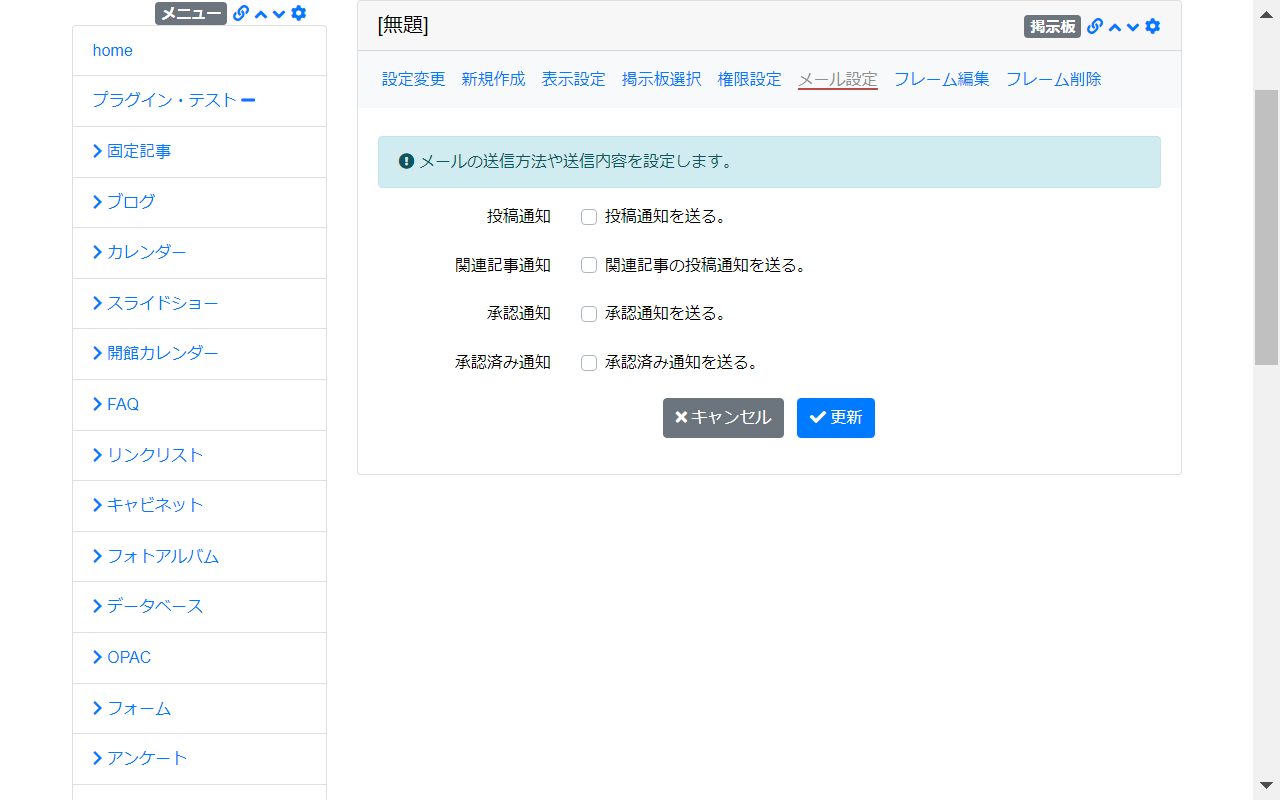 メニュー
home
プラグイン・テスト
固定記事
ブログ
カレンダー
スライドショー
開館カレンダー
FAQ
リンクリスト
キャビネット
フォトアルバム
データベース
OPAC
フォーム
アンケート
[無題]
掲示板
設定変更 新規作成 表示設定 掲示板選択 権限設定 メール設定 フレーム編集 フレーム削除
メールの送信方法や送信内容を設定します。
投稿通知 投稿通知を送る。
関連記事通知 関連記事の投稿通知を送る。
承認通知 承認通知を送る。
承認済み通知 承認済み通知を送る。
キャンセル 更新